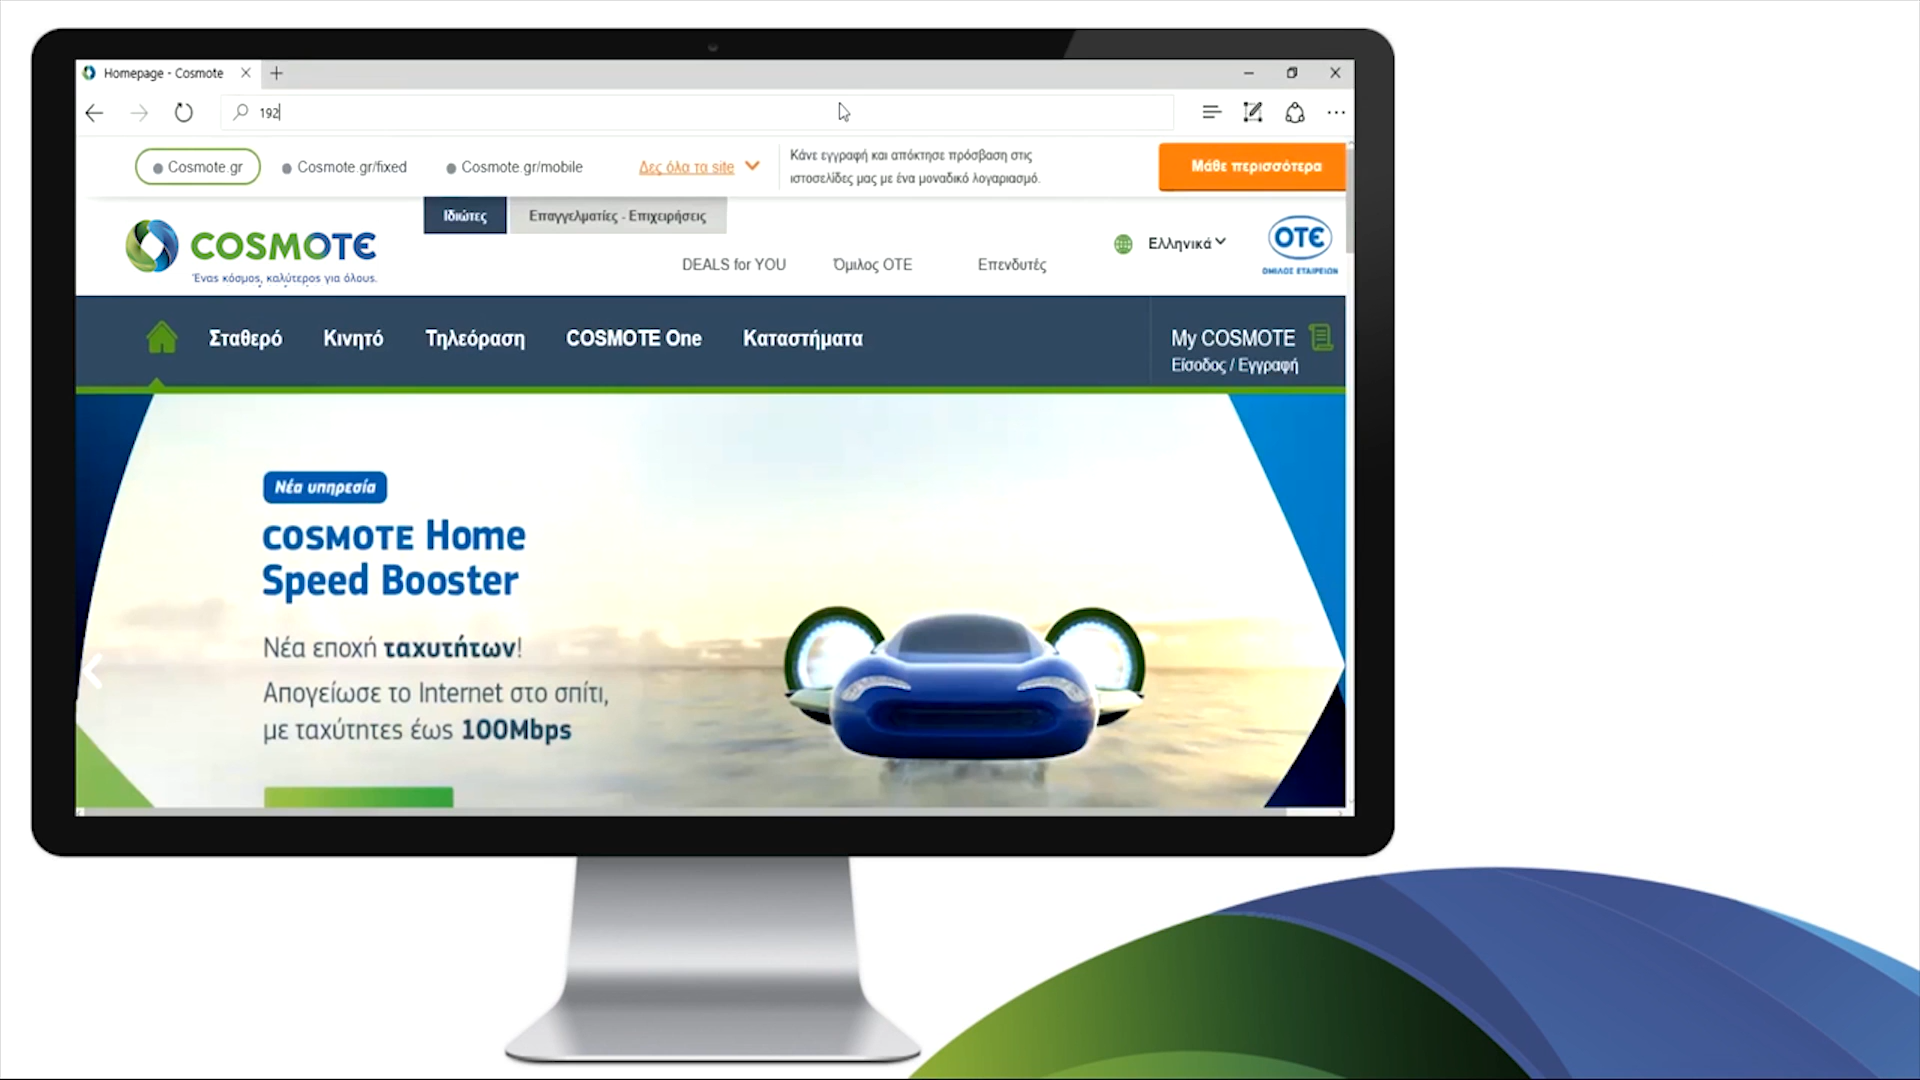 Homepage - Cosmote
192
Cosmote.gr
Cosmote.gr/fixed
Cosmote.gr/mobile
Δες όλα τα site
Κάνε εγγραφή και απόκτησε πρόσβαση στις
ιστοσελίδες μας με ένα μοναδικό λογαριασμό.
Μάθε περισσότερα
Ιδιώτες
Επαγγελματίες - Επιχειρήσεις
COSMOTE
Ένας κόσμος, καλύτερος για όλους.
DEALS for YOU
Όμιλος ΟΤΕ
Επενδυτές
Ελληνικά
ΟΤΕ
ΟΜΙΛΟΣ ΕΤΑΙΡΕΙΩΝ
Σταθερό
Κινητό
Τηλεόραση
COSMOTE One
Καταστήματα
My COSMOTE
Είσοδος / Εγγραφή
Νέα υπηρεσία
COSMOTE Home
Speed Booster
Νέα εποχή ταχυτήτων!
Απογείωσε το Internet στο σπίτι,
με ταχύτητες έως 100Mbps